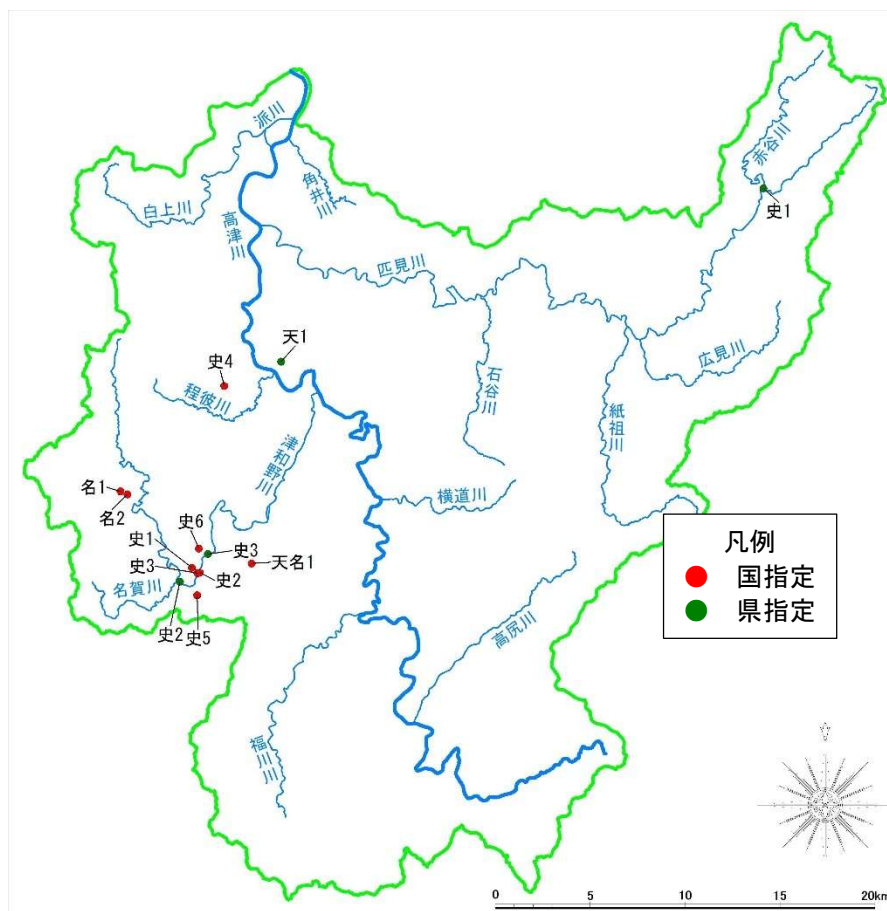 派川
赤谷川
角井川
白上川
高津川
史1
匹見川
天1
広見川
史4
石谷川
程彼川
紙祖川
津和野川
名1
名2
横道川
史6
史1
史3
史3
天名1
史2
名賀川
史2
史5
高尻川
福川川
凡例
国指定
県指定
0 5 10 15 20km